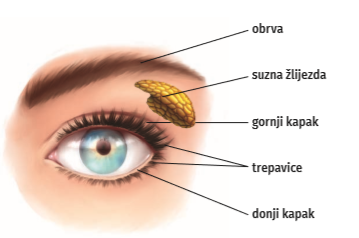 obrva
suzna žlijezda
gornji kapak
trepavice
donji kapak